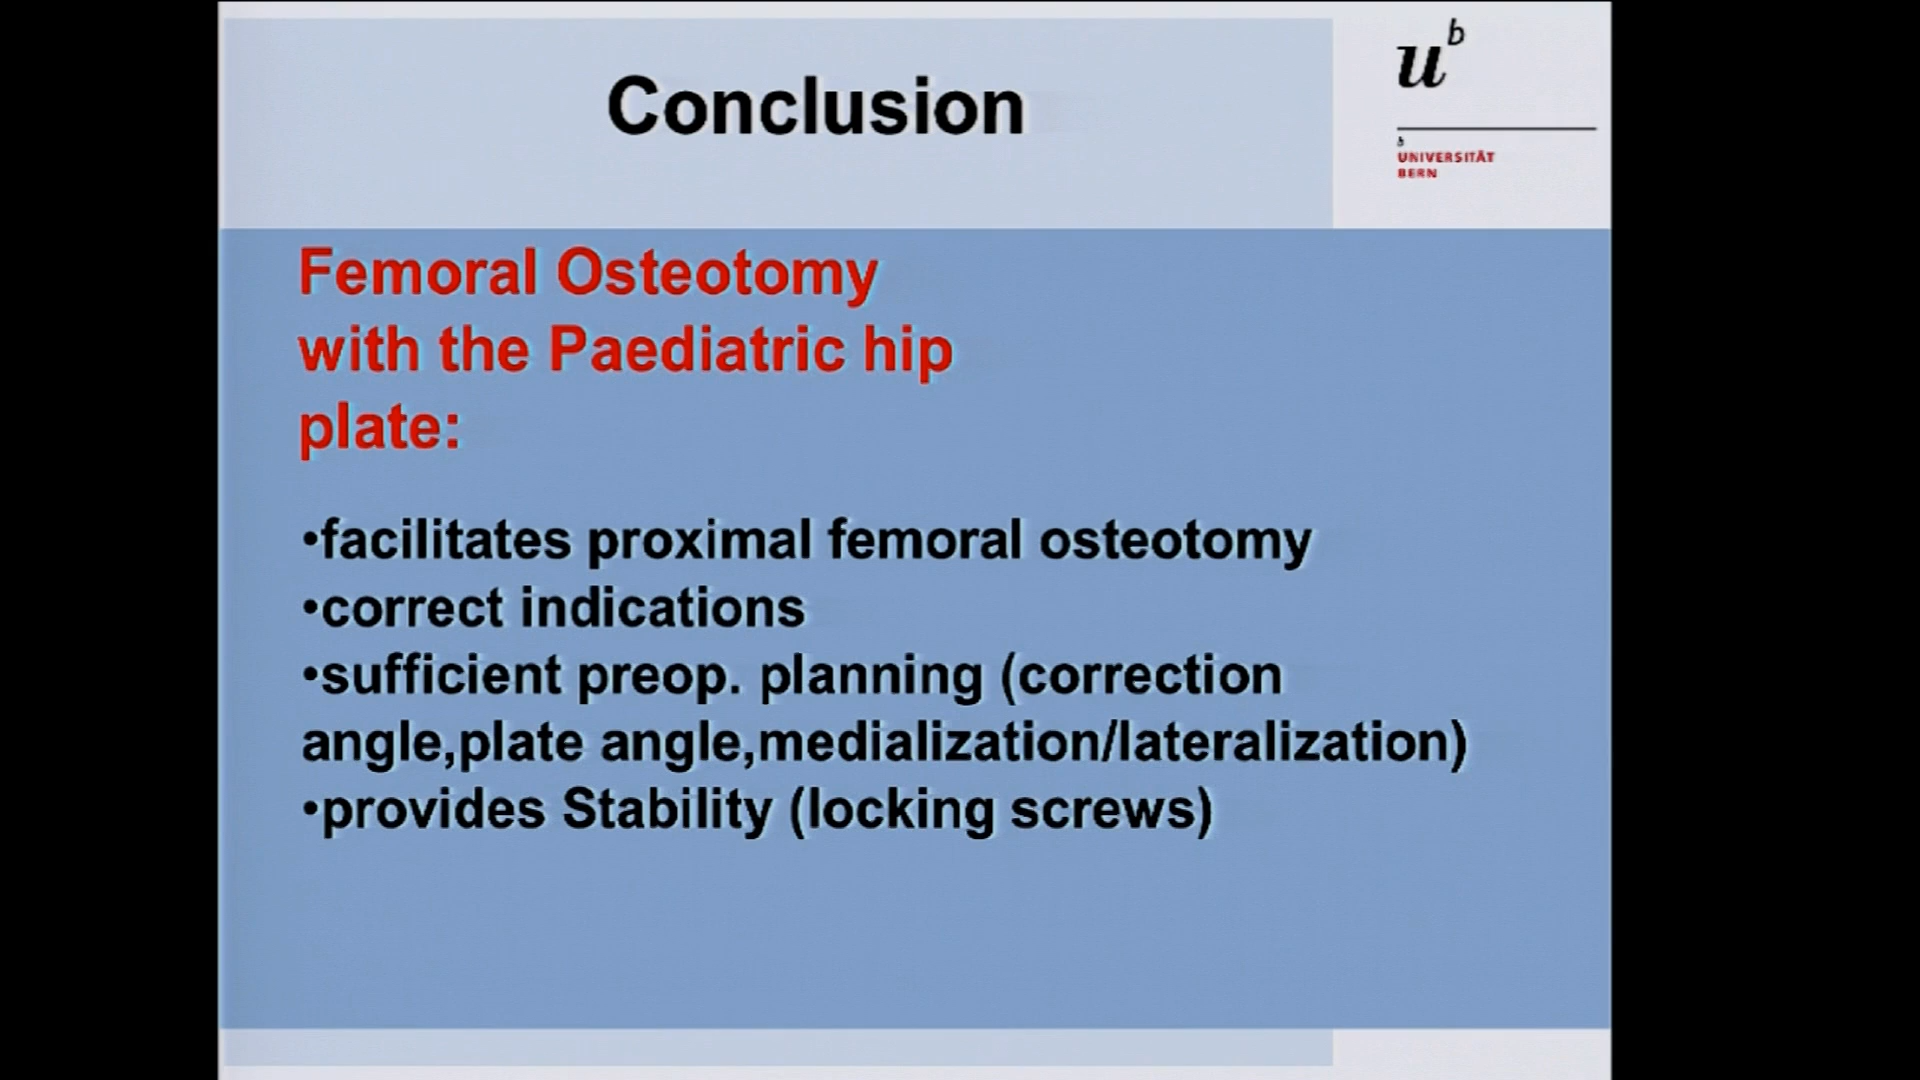 Conclusion
u^b
b
UNIVERSITÄT
BERN
Femoral Osteotomy
with the Paediatric hip
plate:
•facilitates proximal femoral osteotomy
•correct indications
•sufficient preop. planning (correction
angle,plate angle,medialization/lateralization)
•provides Stability (locking screws)